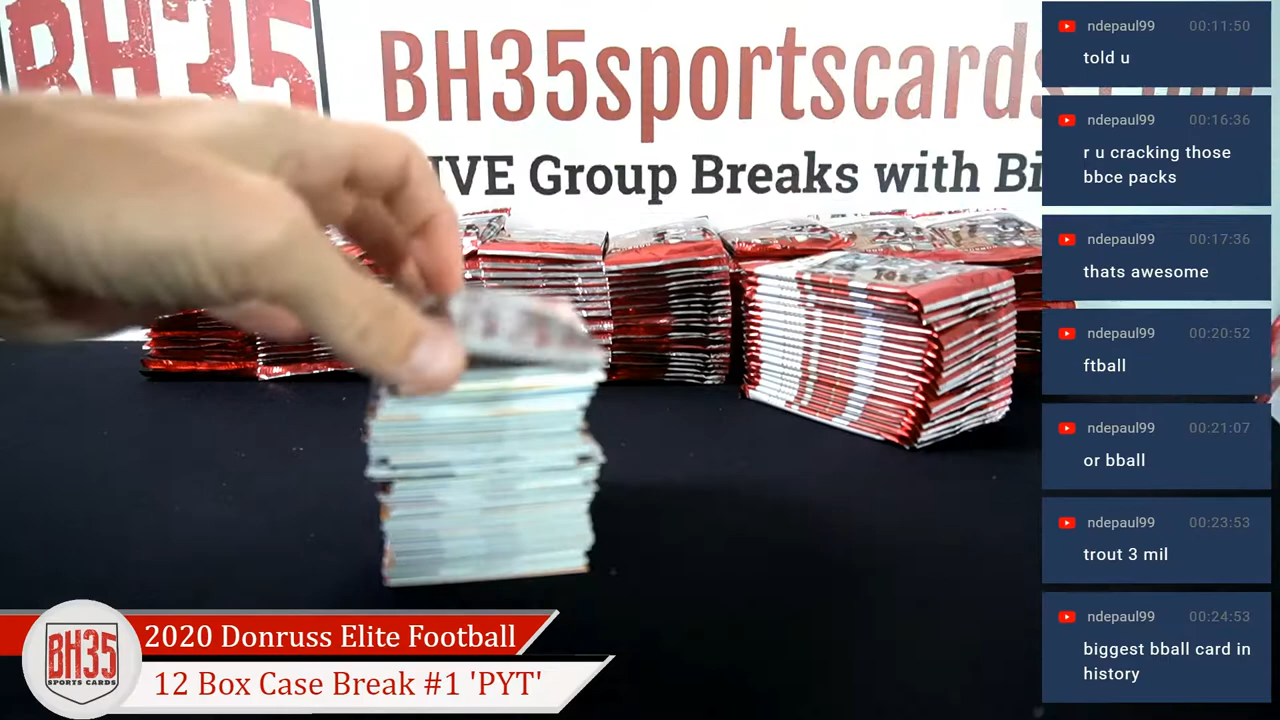 BH35
BH35sportscards.com
LIVE Group Breaks with Bi
ndepaul99 00:11:50
told u
ndepaul99 00:16:36
r u cracking those
bbce packs
ndepaul99 00:17:36
thats awesome
ndepaul99 00:20:52
ftball
ndepaul99 00:21:07
or bball
ndepaul99 00:23:53
trout 3 mil
ndepaul99 00:24:53
biggest bball card in
history
BH35
SPORTS CARDS
2020 Donruss Elite Football
12 Box Case Break #1 'PYT'